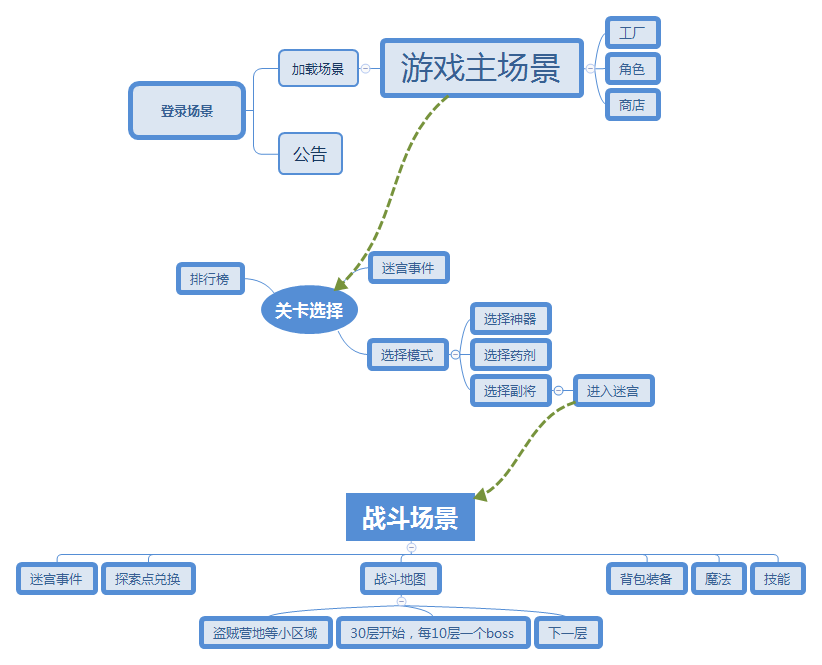 工厂
加载场景
游戏主场景
角色
登录场景
商店
公告
迷宫事件
排行榜
关卡选择
选择神器
选择模式
选择药剂
选择副将
进入迷宫
战斗场景
迷宫事件
探索点兑换
战斗地图
背包装备
魔法
技能
盗贼营地等小区域
30层开始，每10层一个boss
下一层